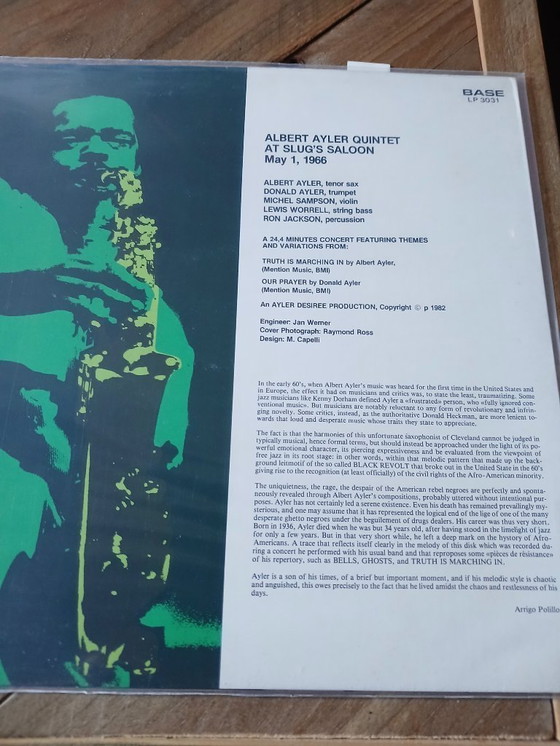 BASE
LP 3031
ALBERT AYLER QUINTET
AT SLUG'S SALOON
May 1, 1966
ALBERT AYLER, tenor sax
DONALD AYLER, trumpet
MICHEL SAMPSON, violin
LEWIS WORRELL, string bass
RON JACKSON, percussion
A 24,4 MINUTES CONCERT FEATURING THEMES
AND VARIATIONS FROM:
TRUTH IS MARCHING IN by Albert Ayler,
(Mention Music, BMI)
OUR PRAYER by Donald Ayler
(Mention Music, BMI)
An AYLER DESIREE PRODUCTION, Copyright © p 1982
Engineer: Jan Werner
Cover Photograph: Raymond Ross
Design: M. Capelli
In the early 60's, when Albert Ayler's music was heard for the first time in the United States and
in Europe, the effect it had on musicians and critics was, to state the least, traumatizing. Some
jazz musicians like Kenny Dorham defined Ayler a «frustrated» person, who «fully ignored con-
ventional music». But musicians are notably reluctant to any form of revolutionary and infrin-
ging novelty. Some critics, instead, as the authoritative Donald Heckman, are more lenient to-
wards that loud and desperate music whose traits they state to appreciate.
The fact is that the harmonies of this unfortunate saxophonist of Cleveland cannot be judged in
typically musical, hence formal terms, but should instead be approached under the light of its po-
werful emotional character, its piercing expressiveness and be evaluated from the viewpoint of
free jazz in its root stage: in other words, within that melodic pattern that made up the back-
ground leitmotif of the so called BLACK REVOLT that broke out in the United State in the 60's
giving rise to the recognition (at least officially) of the civil rights of the Afro-American minority.
The uniqueness, the rage, the despair of the American rebel negroes are perfectly and sponta-
neously revealed through Albert Ayler's compositions, probably uttered without intentional pur-
poses. Ayler has not certainly led a serene existence. Even his death has remained prevailingly my-
sterious, and one may assume that it has represented the logical end of the lige of one of the many
desperate ghetto negroes under the beguilement of drugs dealers. His career was thus very short.
Born in 1936, Ayler died when he was but 34 years old, after having stood in the limelight of jazz
for only a few years. But in that very short while, he left a deep mark on the hystory of Afro-
Americans. A trace that reflects itself clearly in the melody of this disk which was recorded du-
ring a concert he performed with his usual band and that reproposes some «pièces de résistance»
of his repertory, such as BELLS, GHOSTS, and TRUTH IS MARCHING IN.
Ayler is a son of his times, of a brief but important moment, and if his melodic style is chaotic
and anguished, this owes precisely to the fact that he lived amidst the chaos and restlessness of his
days.
Arrigo Polillo